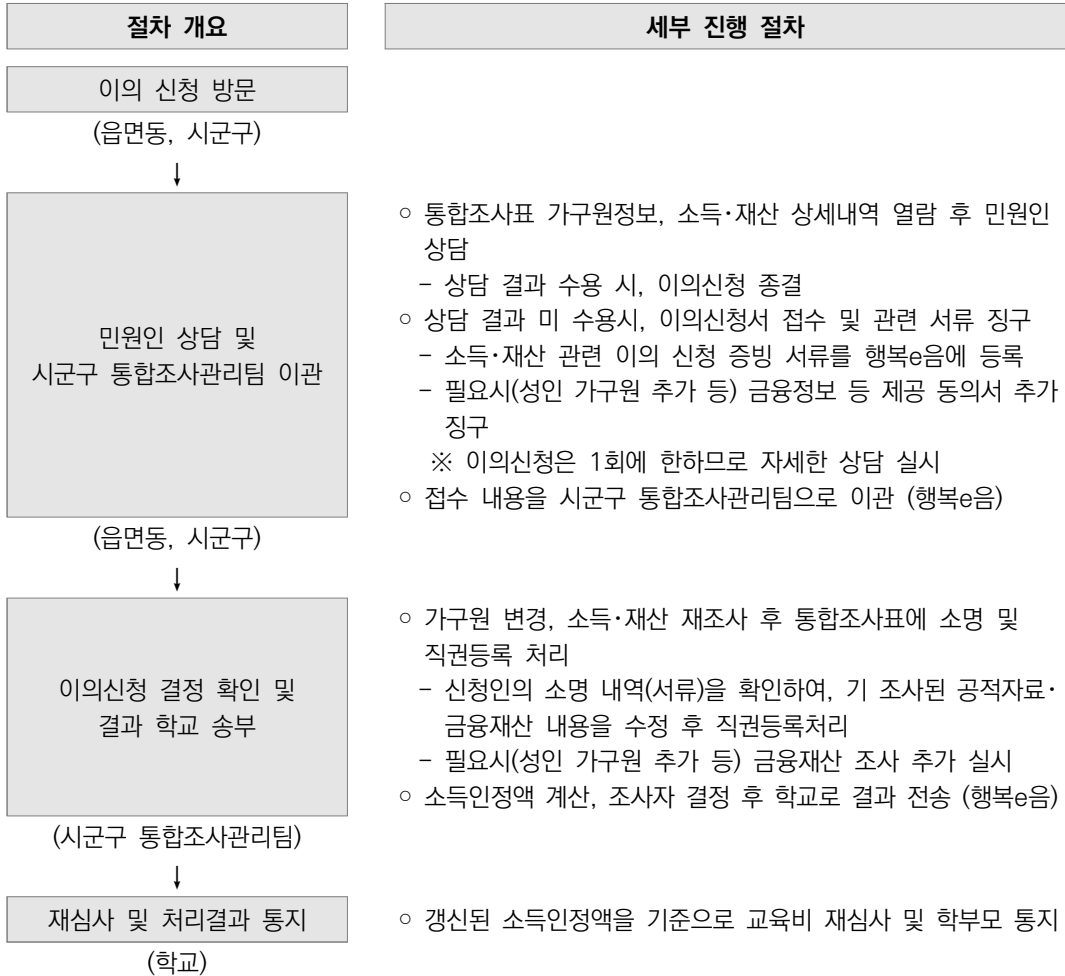 절차 개요
세부 진행 절차
이의 신청 방문
(읍면동, 시군구)
↓
민원인 상담 및
시군구 통합조사관리팀 이관
○ 통합조사표 가구원정보, 소득·재산 상세내역 열람 후 민원인
상담
- 상담 결과 수용 시, 이의신청 종결
○ 상담 결과 미 수용시, 이의신청서 접수 및 관련 서류 징구
- 소득·재산 관련 이의 신청 증빙 서류를 행복e음에 등록
- 필요시(성인 가구원 추가 등) 금융정보 등 제공 동의서 추가
징구
※ 이의신청은 1회에 한하므로 자세한 상담 실시
○ 접수 내용을 시군구 통합조사관리팀으로 이관 (행복e음)
(읍면동, 시군구)
↓
이의신청 결정 확인 및
결과 학교 송부
○ 가구원 변경, 소득·재산 재조사 후 통합조사표에 소명 및
직권등록 처리
- 신청인의 소명 내역(서류)을 확인하여, 기 조사된 공적자료·
금융재산 내용을 수정 후 직권등록처리
- 필요시(성인 가구원 추가 등) 금융재산 조사 추가 실시
○ 소득인정액 계산, 조사자 결정 후 학교로 결과 전송 (행복e음)
(시군구 통합조사관리팀)
↓
재심사 및 처리결과 통지
○ 갱신된 소득인정액을 기준으로 교육비 재심사 및 학부모 통지
(학교)